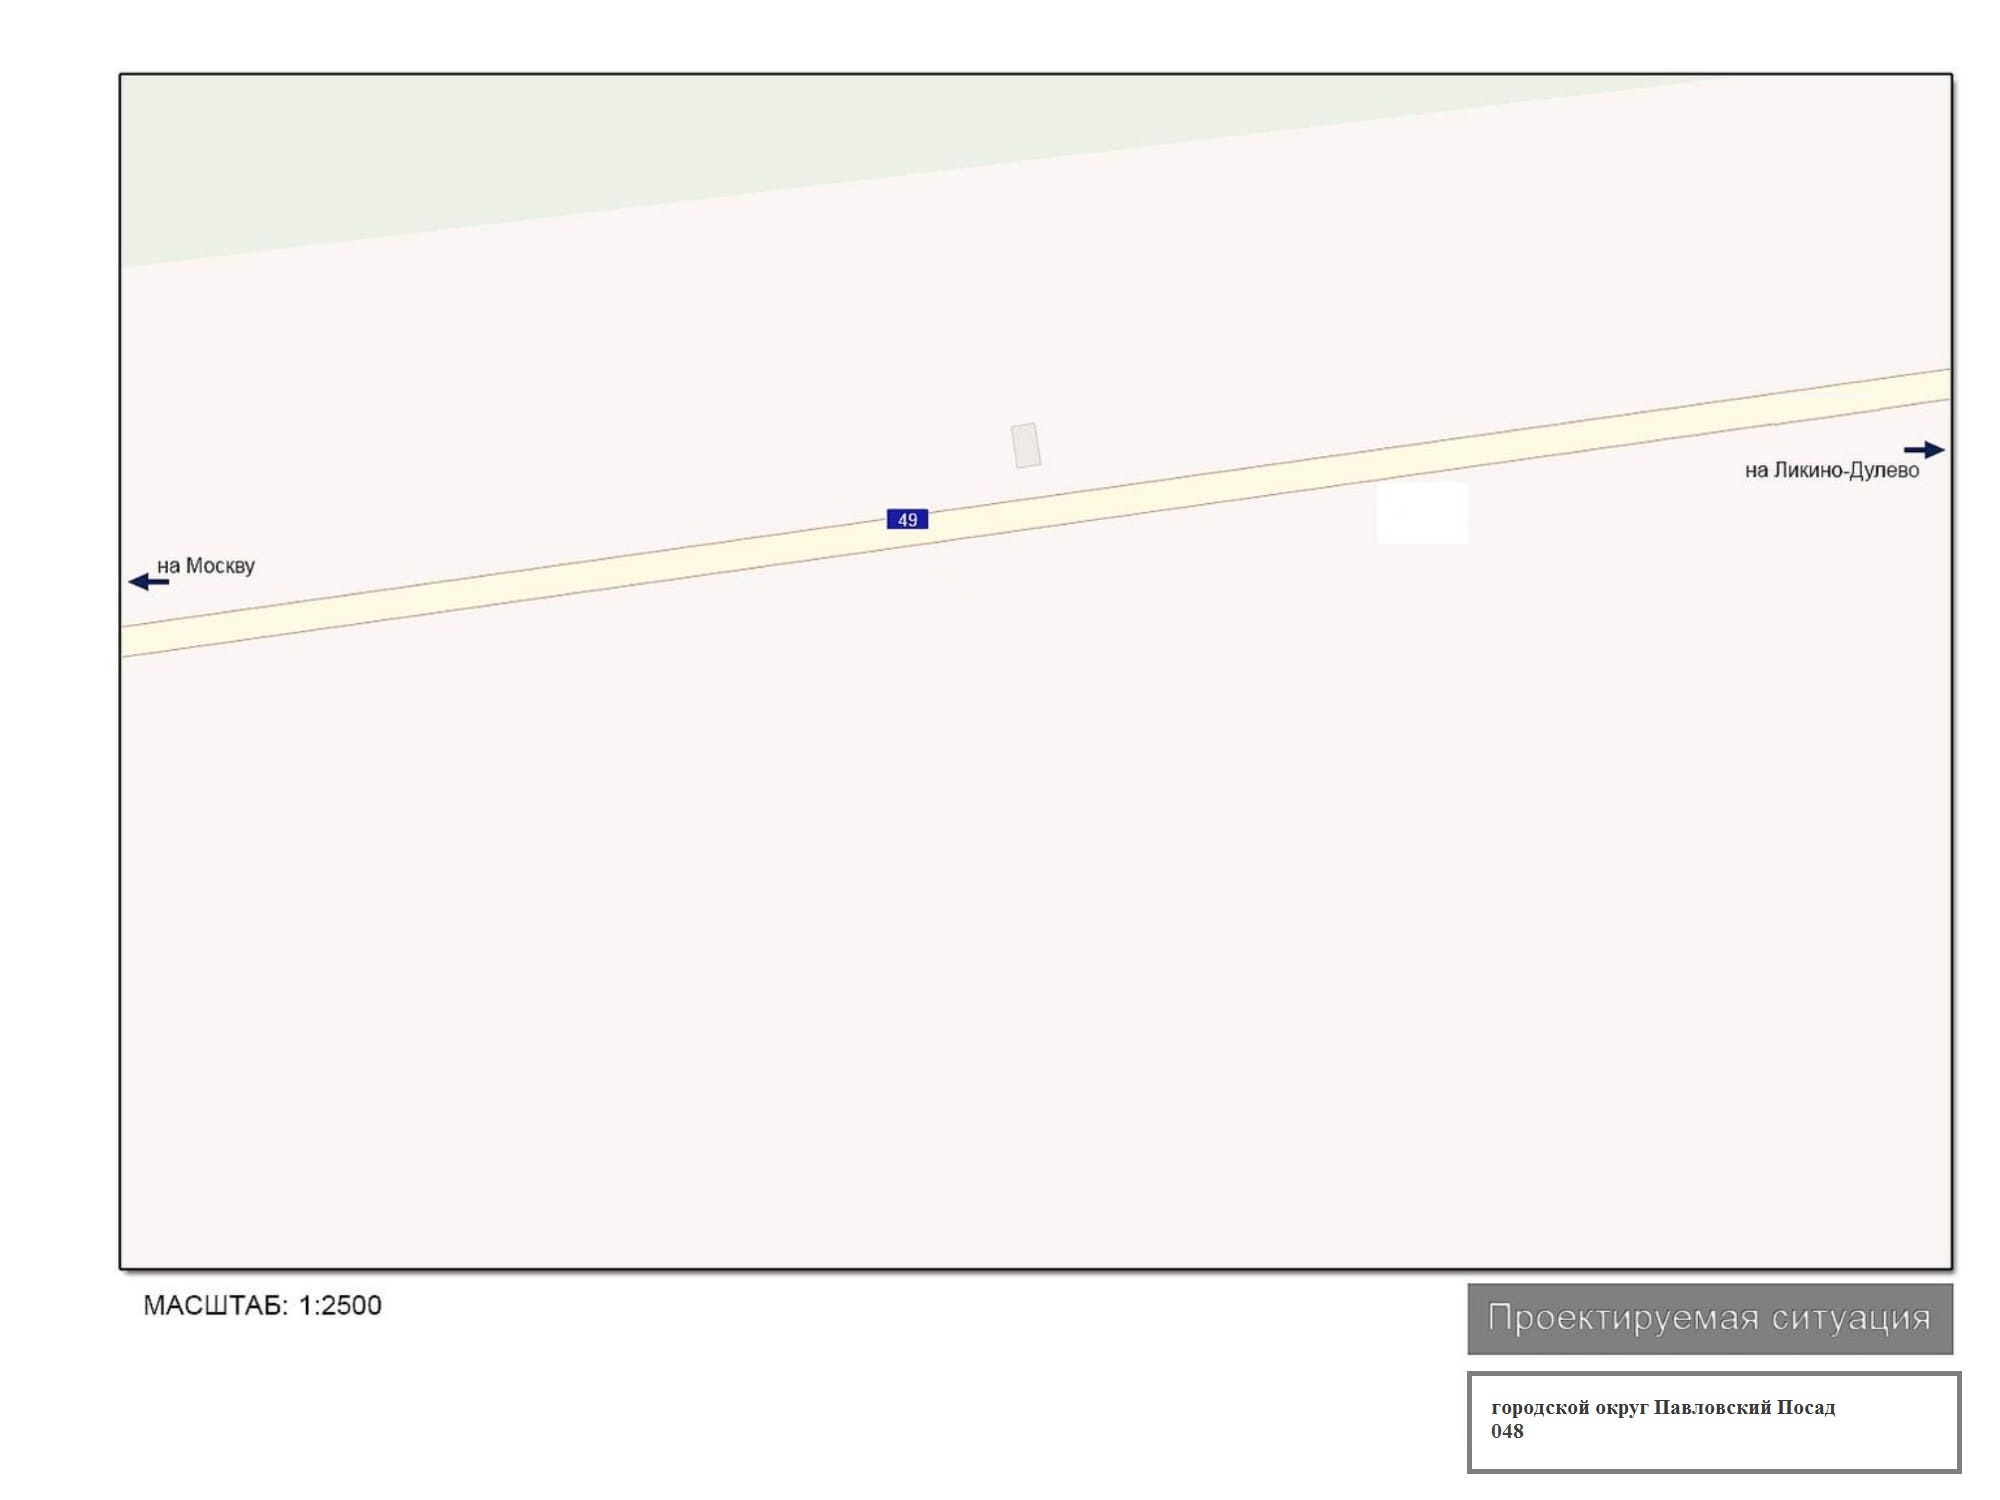 49
на Ликино-Дулево
на Москву
МАСШТАБ: 1:2500
Проектируемая ситуация
городской округ Павловский Посад
048